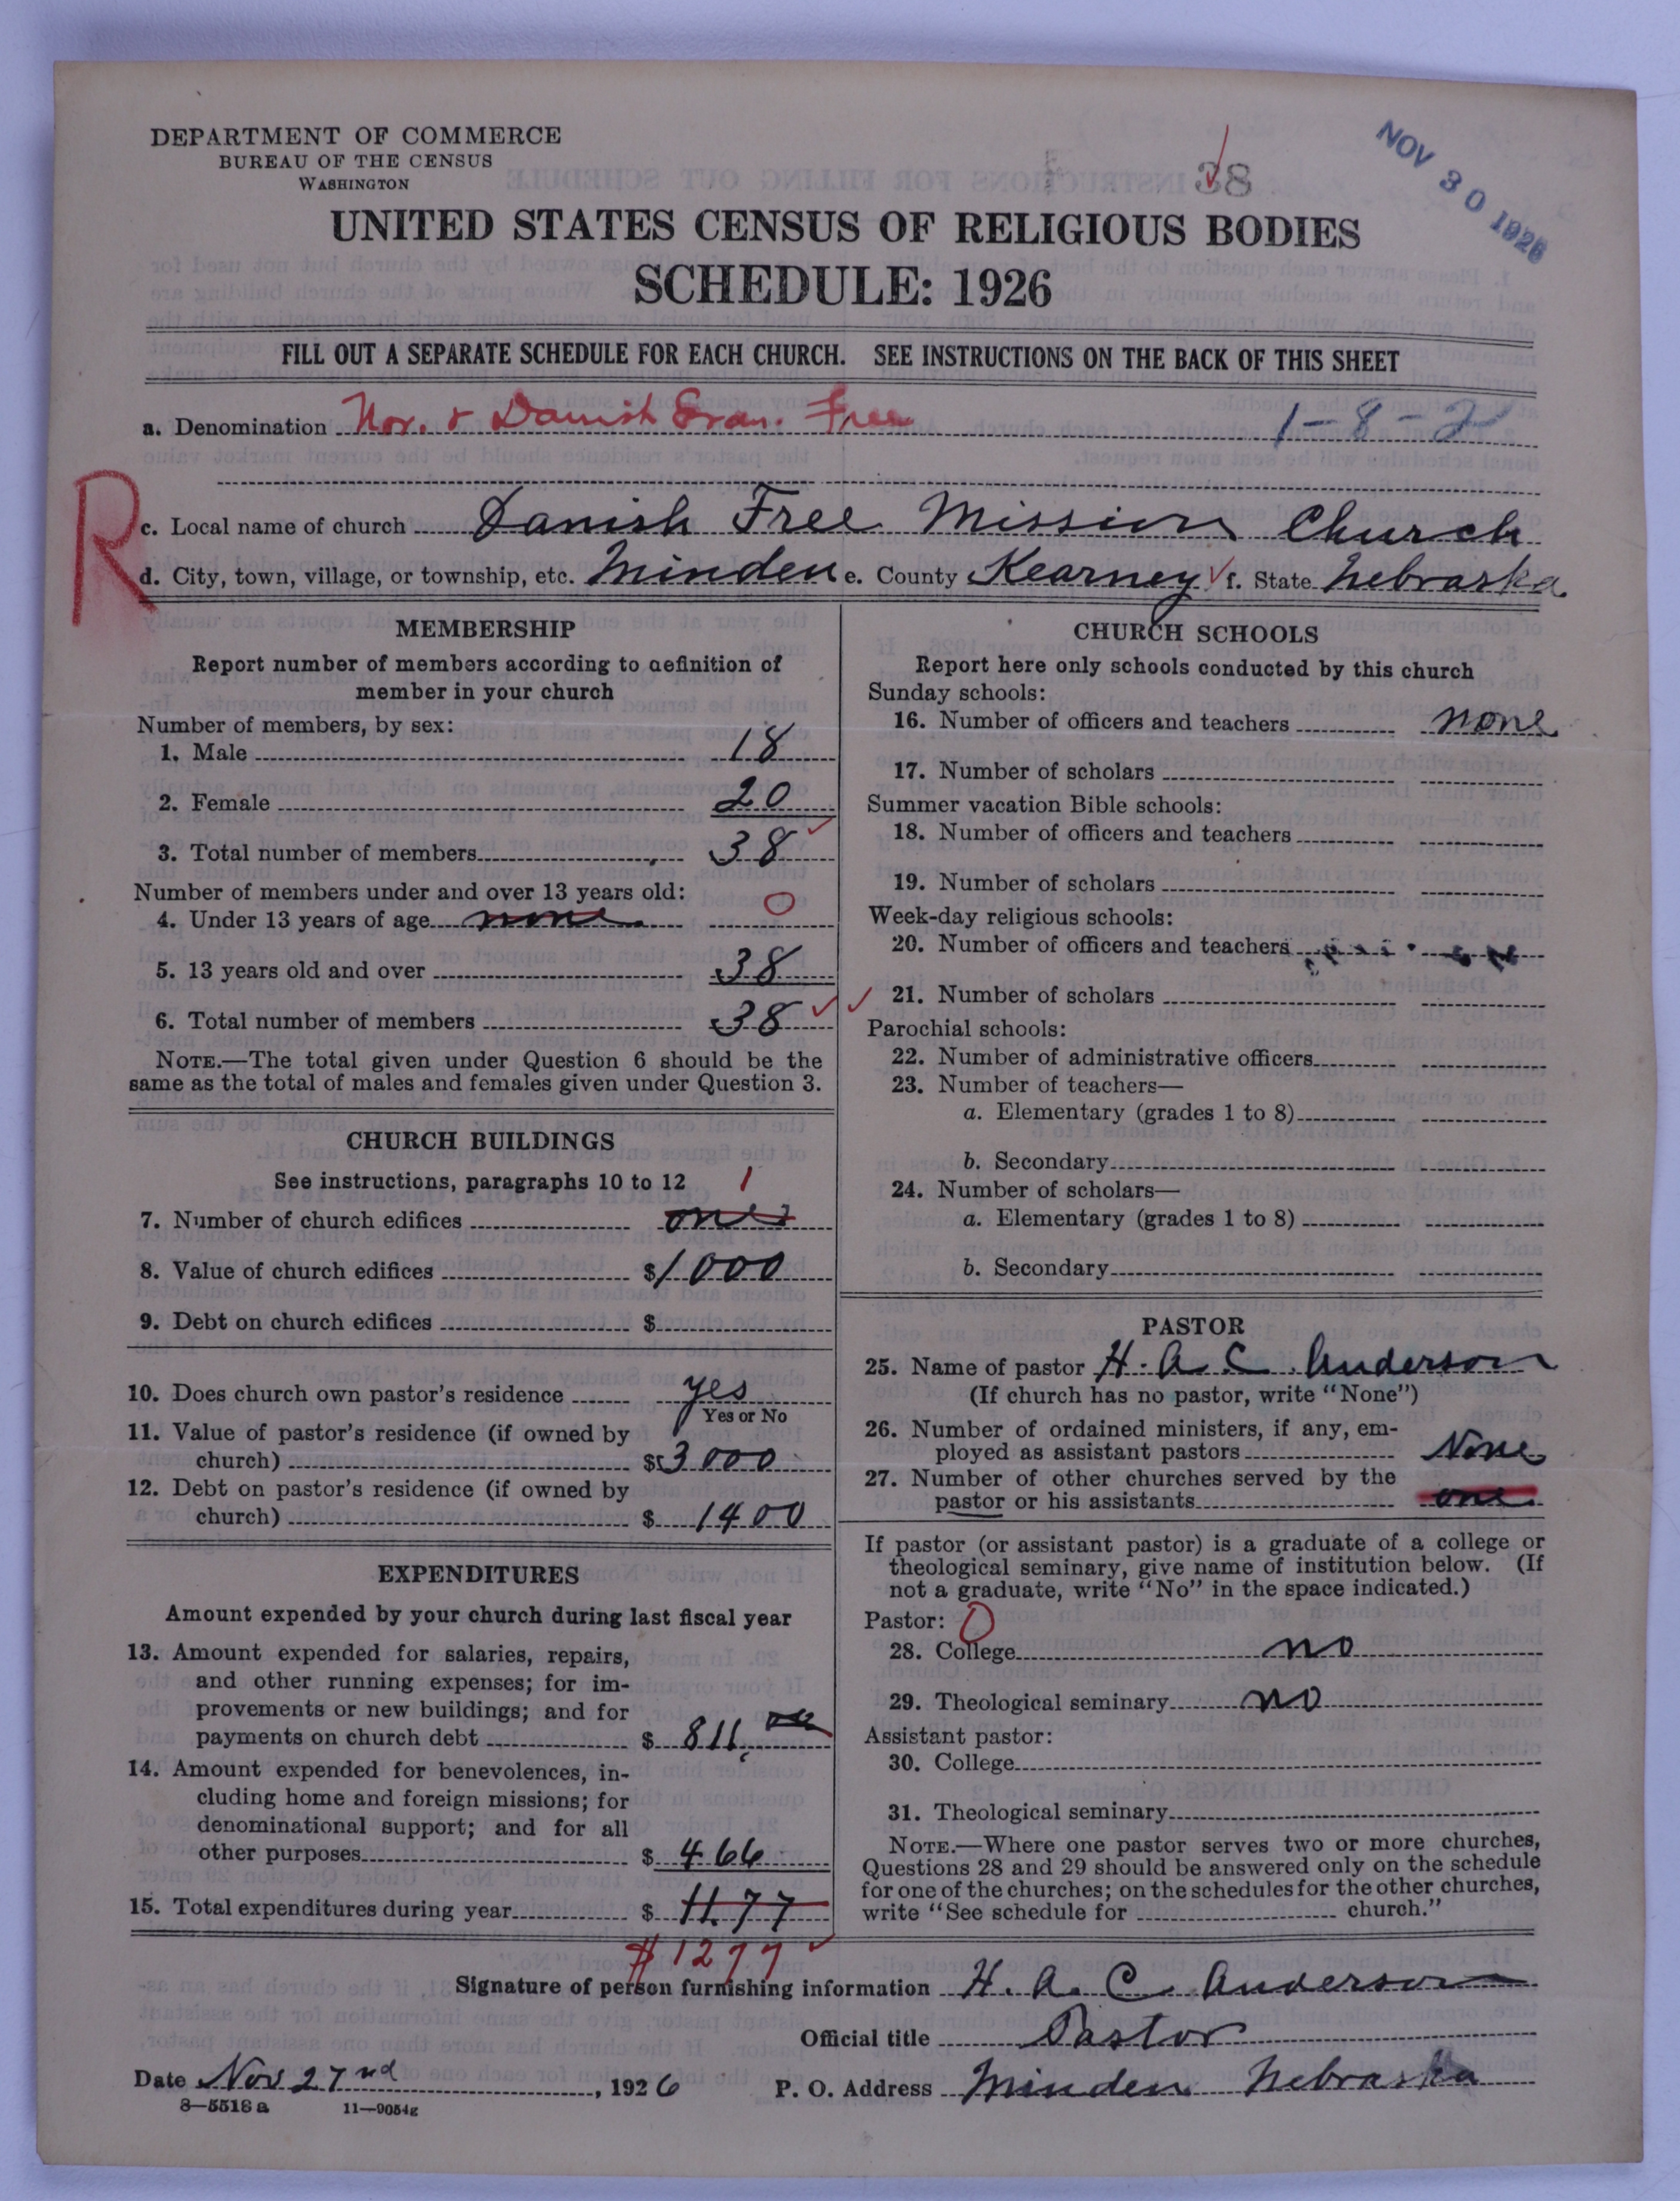 DEPARTMENT OF COMMERCE
BUREAU OF THE CENSUS
WASHINGTON
38
NOV 30 1926
UNITED STATES CENSUS OF RELIGIOUS BODIES
SCHEDULE: 1926
FILL OUT A SEPARATE SCHEDULE FOR EACH CHURCH. SEE INSTRUCTIONS ON THE BACK OF THIS SHEET
a. Denomination Nor. & Danish Evan. Free 1-8-2
R
c. Local name of church Danish Free Mission Church
d. City, town, village, or township, etc. Minden e. County Kearney f. State Nebraska
MEMBERSHIP
Report number of members according to definition of
member in your church
Number of members, by sex:
1. Male 18
2. Female 20
3. Total number of members 38
Number of members under and over 13 years old:
4. Under 13 years of age none 0
5. 13 years old and over 38
6. Total number of members 38
NOTE.—The total given under Question 6 should be the
same as the total of males and females given under Question 3.
CHURCH BUILDINGS
See instructions, paragraphs 10 to 12 1
7. Number of church edifices one
8. Value of church edifices $1000
9. Debt on church edifices $
10. Does church own pastor's residence yes
Yes or No
11. Value of pastor's residence (if owned by
church) $3000
12. Debt on pastor's residence (if owned by
church) $ 1400
EXPENDITURES
Amount expended by your church during last fiscal year
13. Amount expended for salaries, repairs,
and other running expenses; for im-
provements or new buildings; and for
payments on church debt $ 811.
14. Amount expended for benevolences, in-
cluding home and foreign missions; for
denominational support; and for all
other purposes $ 466
15. Total expenditures during year $ 11.77
$1277
CHURCH SCHOOLS
Report here only schools conducted by this church
Sunday schools:
16. Number of officers and teachers none
17. Number of scholars
Summer vacation Bible schools:
18. Number of officers and teachers
19. Number of scholars
Week-day religious schools:
20. Number of officers and teachers
21. Number of scholars
Parochial schools:
22. Number of administrative officers
23. Number of teachers—
a. Elementary (grades 1 to 8)
b. Secondary
24. Number of scholars—
a. Elementary (grades 1 to 8)
b. Secondary
PASTOR
25. Name of pastor H. A. C. Anderson
(If church has no pastor, write "None")
26. Number of ordained ministers, if any, em-
ployed as assistant pastors None
27. Number of other churches served by the
pastor or his assistants one
If pastor (or assistant pastor) is a graduate of a college or
theological seminary, give name of institution below. (If
not a graduate, write "No" in the space indicated.)
Pastor: 0
28. College no
29. Theological seminary no
Assistant pastor:
30. College
31. Theological seminary
NOTE.—Where one pastor serves two or more churches,
Questions 28 and 29 should be answered only on the schedule
for one of the churches; on the schedules for the other churches,
write "See schedule for church."
Signature of person furnishing information H. A. C. Anderson
Official title Pastor
Date Nov 27nd, 1926 P. O. Address Minden Nebraska
8—5518 a 11—9054g